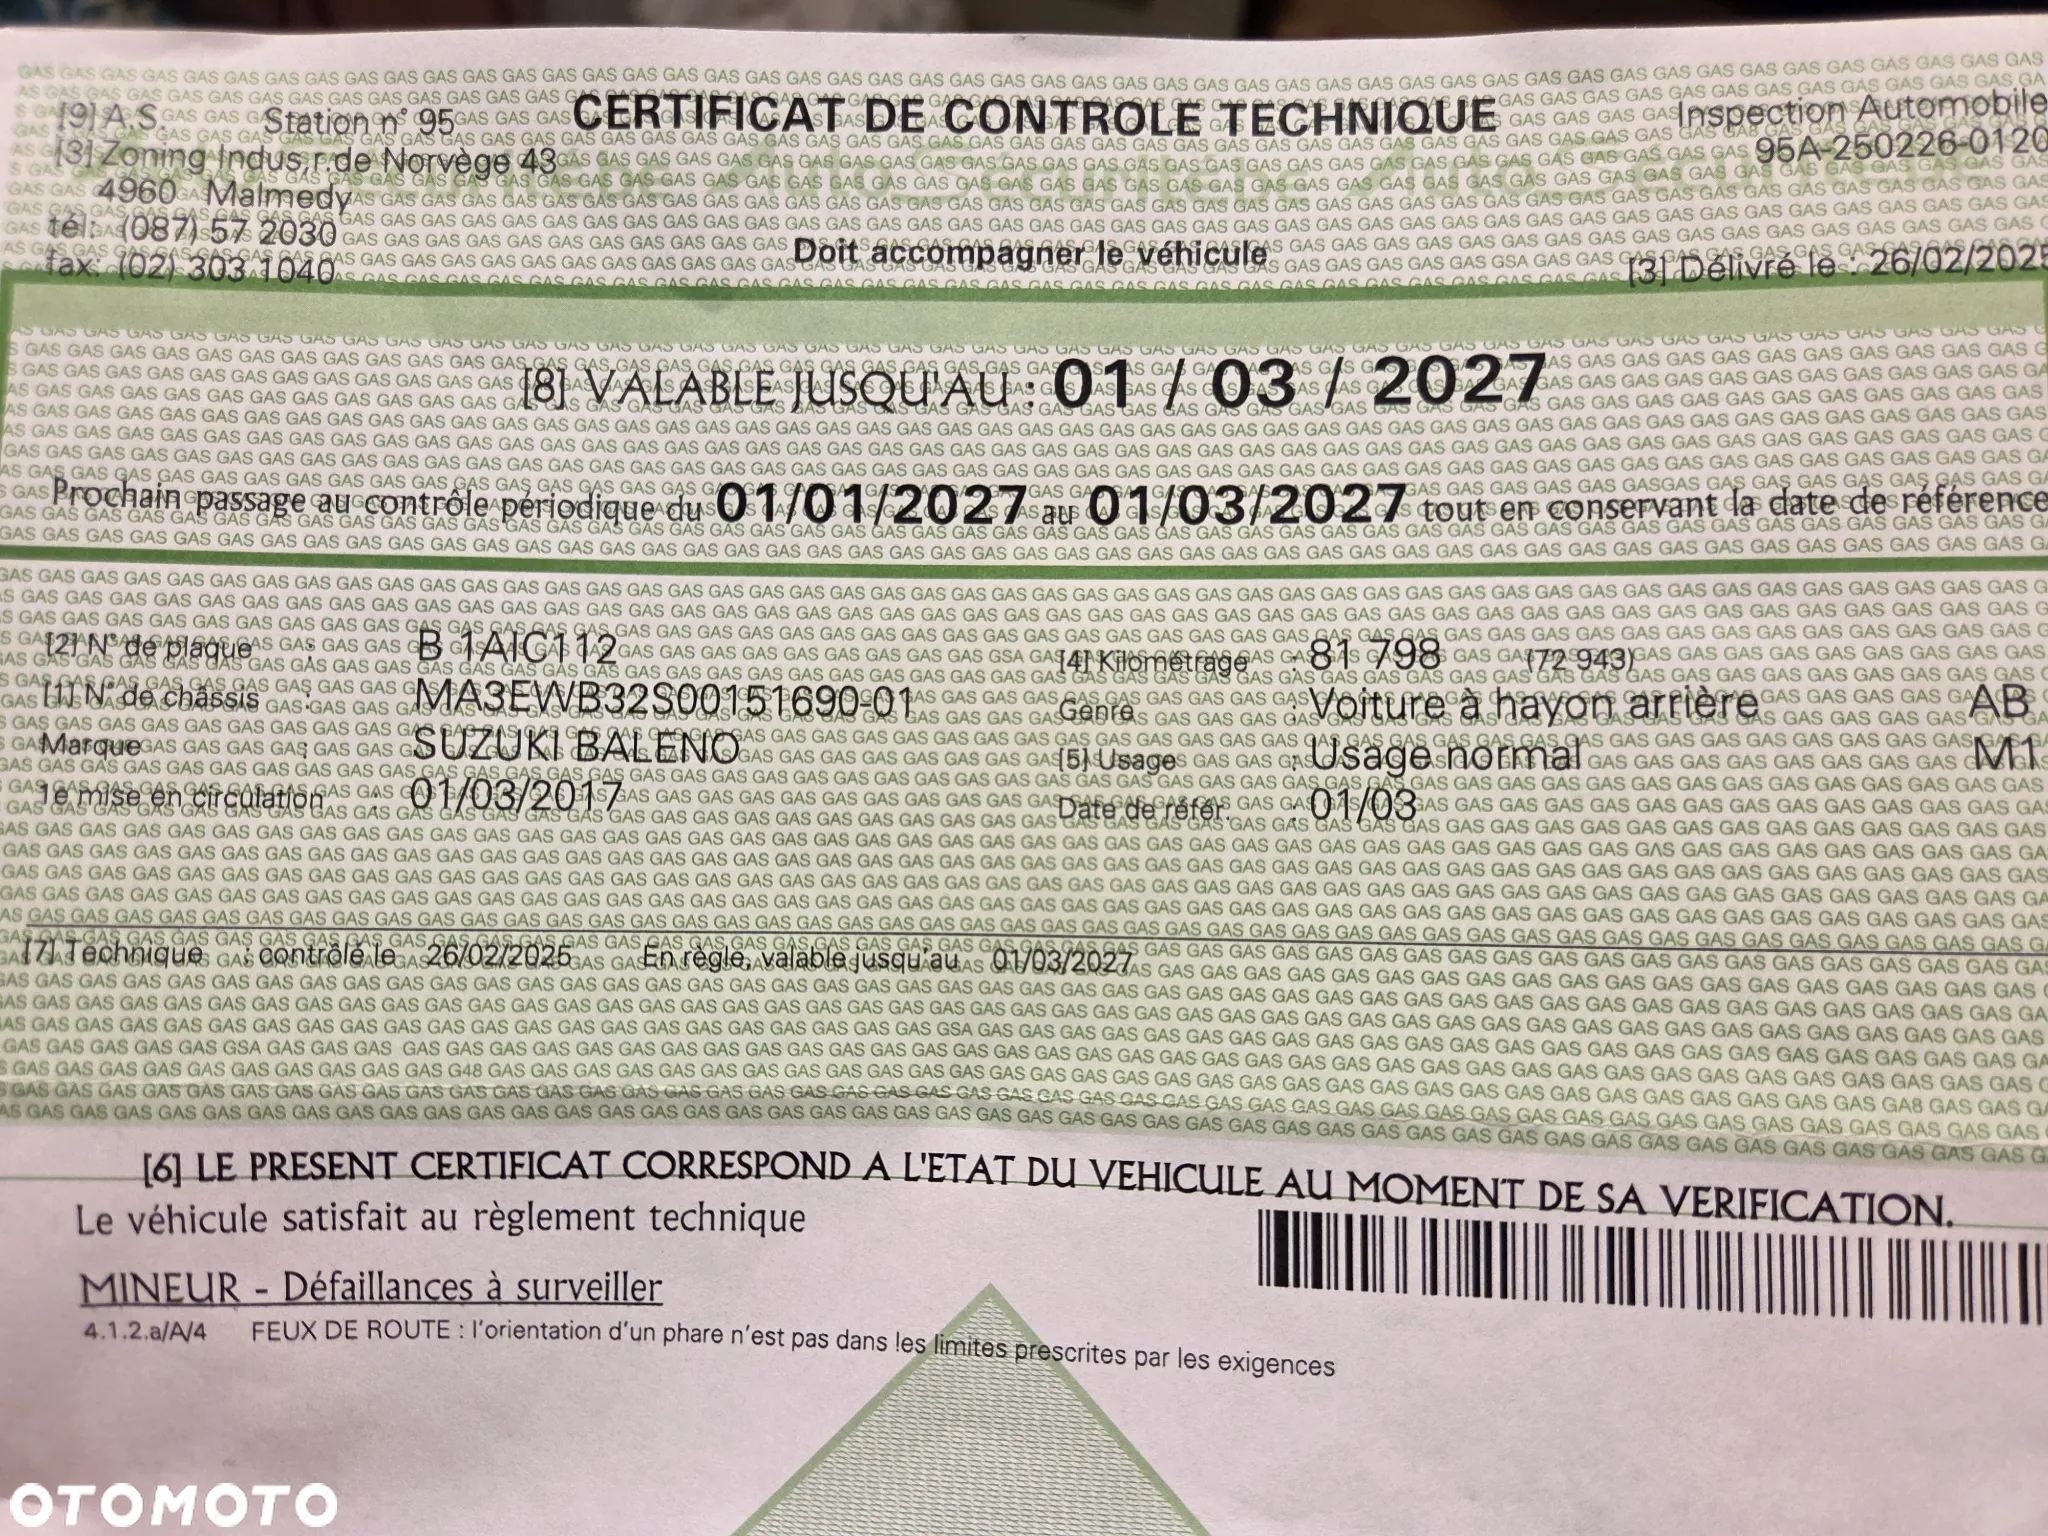 [9] A.S. Station n° 95
CERTIFICAT DE CONTROLE TECHNIQUE
Inspection Automobile
[3] Zoning Indus,r.de Norvège 43
95A-250226-0120
4960 Malmedy
tél: (087) 57 2030
Doit accompagner le véhicule
fax: (02) 303 1040
[3] Délivré le : 26/02/2025
[8] VALABLE JUSQU'AU : 01 / 03 / 2027
Prochain passage au contrôle périodique du 01/01/2027 au 01/03/2027 tout en conservant la date de référence
[2] N° de plaque : B 1AIC112
[4] Kilométrage : 81 798 (72 943)
[1] N° de châssis : MA3EWB32S00151690-01
Genre : Voiture à hayon arrière AB
Marque : SUZUKI BALENO
[5] Usage : Usage normal M1
1e mise en circulation : 01/03/2017
Date de référ. : 01/03
[7] Technique : contrôlé le 26/02/2025 En règle, valable jusqu'au 01/03/2027
[6] LE PRESENT CERTIFICAT CORRESPOND A L'ETAT DU VEHICULE AU MOMENT DE SA VERIFICATION.
Le véhicule satisfait au règlement technique
MINEUR - Défaillances à surveiller
4.1.2.a/A/4 FEUX DE ROUTE : l'orientation d'un phare n'est pas dans les limites prescrites par les exigences
OTOMOTO